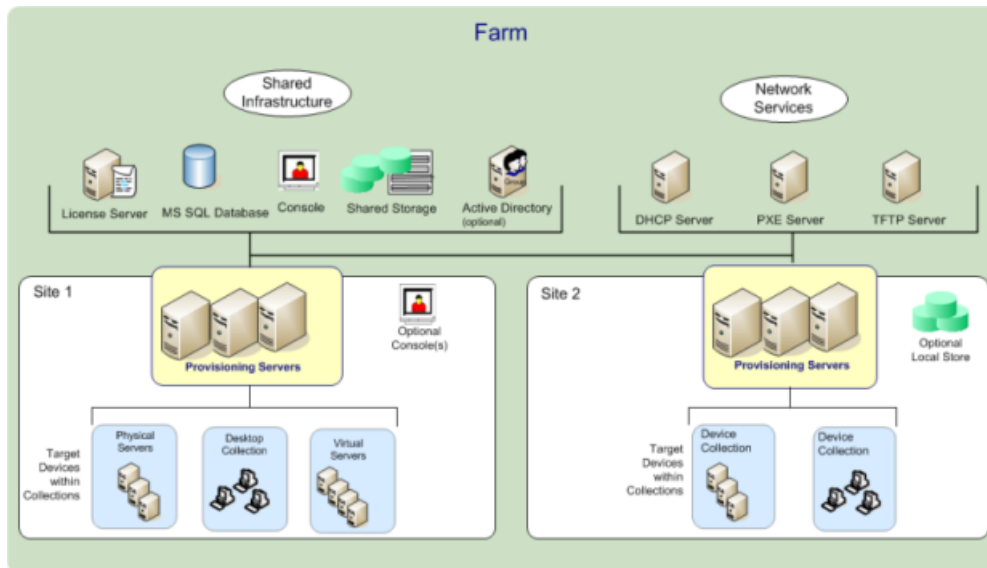 Farm
Shared
Infrastructure
Network
Services
License Server
MS SQL Database
Console
Shared Storage
Group
Active Directory
(optional)
DHCP Server
PXE Server
TFTP Server
Site 1
Provisioning Servers
Optional
Console(s)
Target
Devices
within
Collections
Physical
Servers
Desktop
Collection
Virtual
Servers
Site 2
Provisioning Servers
Optional
Local Store
Target
Devices
within
Collections
Device
Collection
Device
Collection